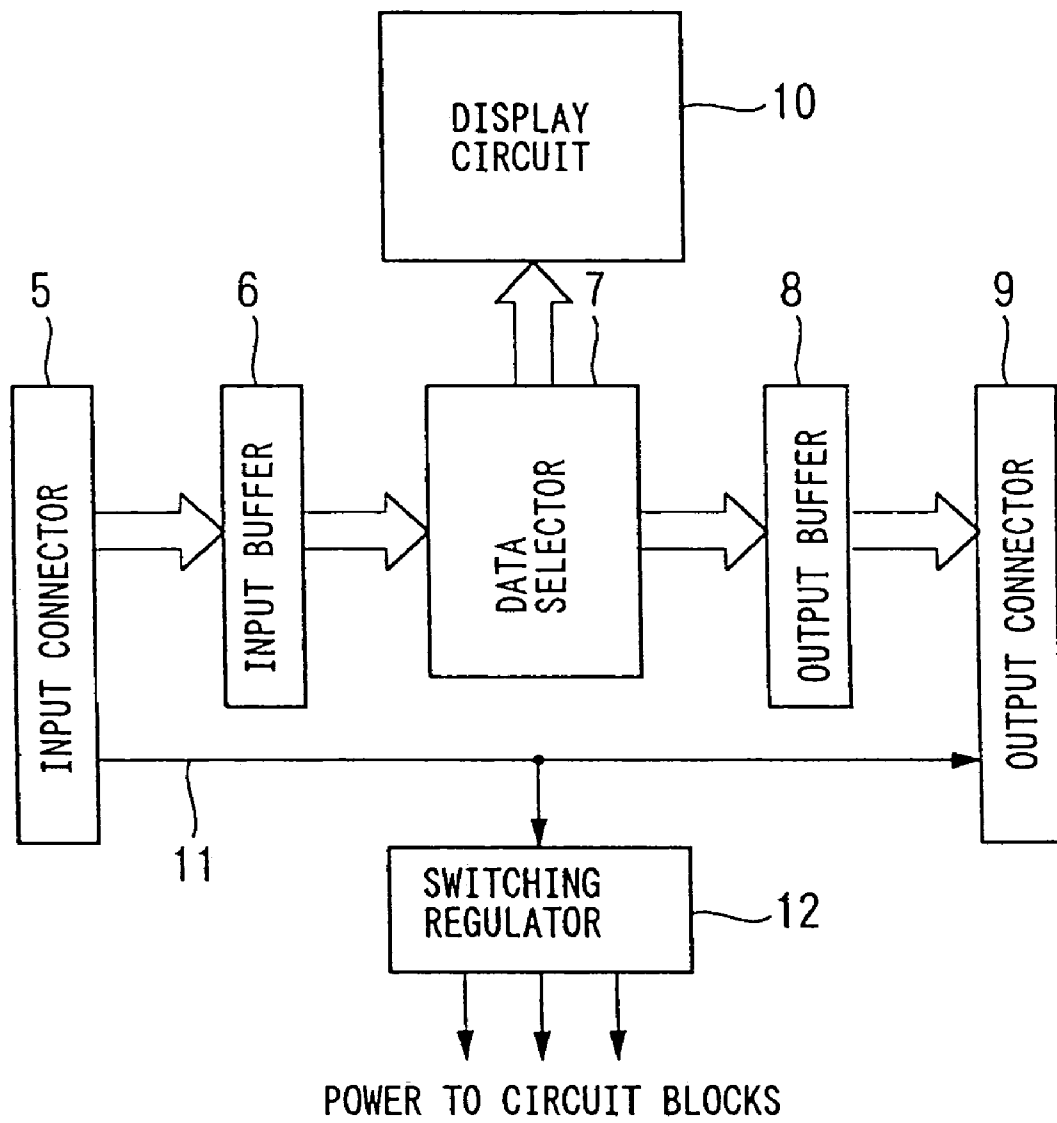 DISPLAY
CIRCUIT
10
5
6
7
8
9
INPUT CONNECTOR
INPUT BUFFER
DATA
SELECTOR
OUTPUT BUFFER
OUTPUT CONNECTOR
11
SWITCHING
REGULATOR
12
POWER TO CIRCUIT BLOCKS